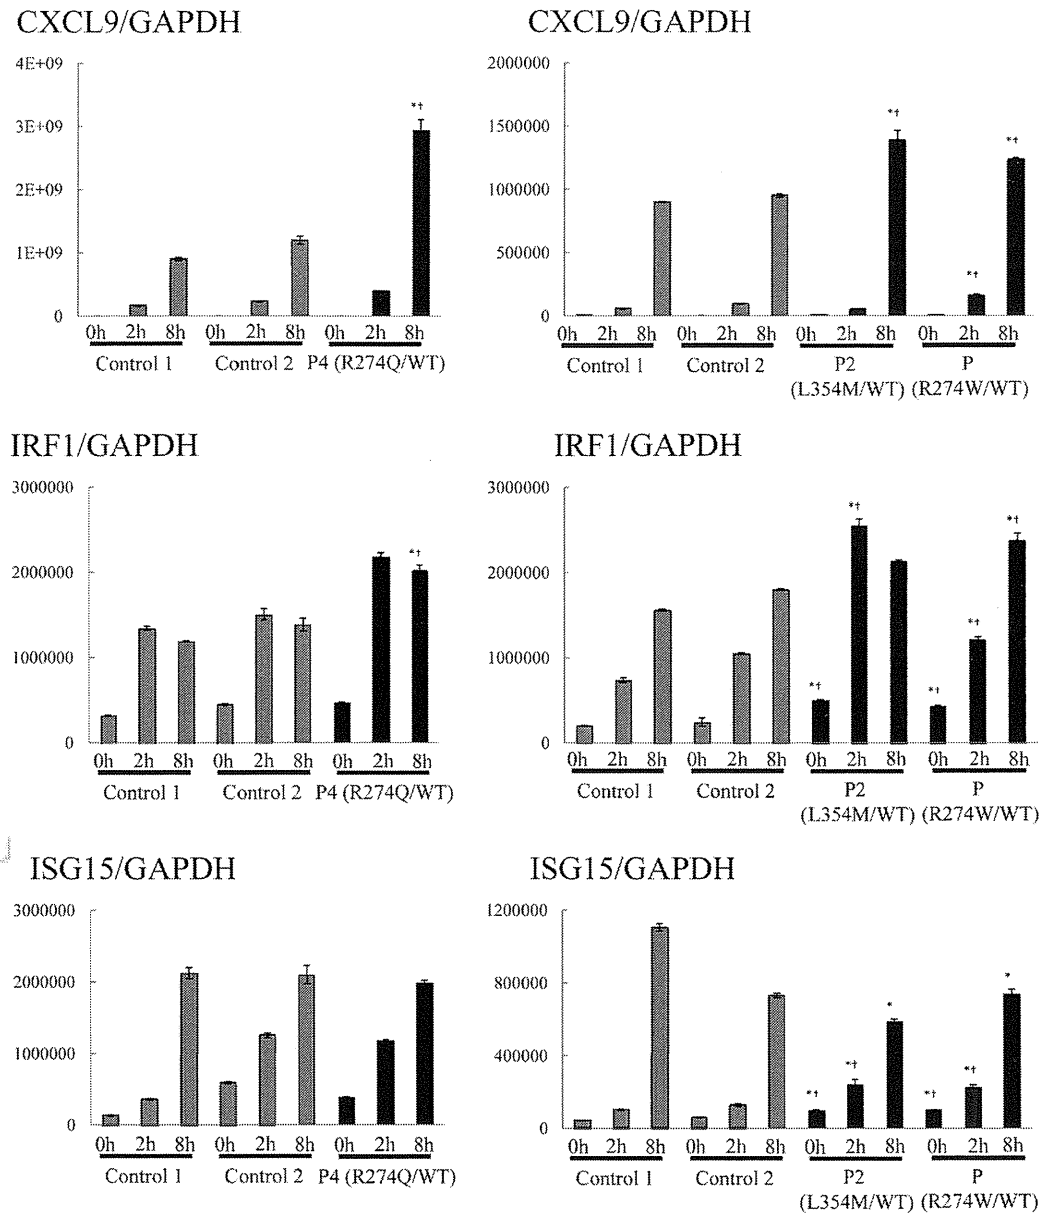 CXCL9/GAPDH
4E+09
3E+09
2E+09
1E+09
0
*†
0h 2h 8h 0h 2h 8h 0h 2h 8h
Control 1 Control 2 P4 (R274Q/WT)
CXCL9/GAPDH
2000000
1500000
1000000
500000
0
*† *† *†
0h 2h 8h 0h 2h 8h 0h 2h 8h 0h 2h 8h
Control 1 Control 2 P2 P
(L354M/WT) (R274W/WT)
IRF1/GAPDH
3000000
2000000
1000000
0
*†
0h 2h 8h 0h 2h 8h 0h 2h 8h
Control 1 Control 2 P4 (R274Q/WT)
IRF1/GAPDH
3000000
2000000
1000000
0
*† *† *† *† *†
0h 2h 8h 0h 2h 8h 0h 2h 8h 0h 2h 8h
Control 1 Control 2 P2 P
(L354M/WT) (R274W/WT)
ISG15/GAPDH
3000000
2000000
1000000
0
0h 2h 8h 0h 2h 8h 0h 2h 8h
Control 1 Control 2 P4 (R274Q/WT)
ISG15/GAPDH
1200000
800000
400000
0
*† *† * *† *† *
0h 2h 8h 0h 2h 8h 0h 2h 8h 0h 2h 8h
Control 1 Control 2 P2 P
(L354M/WT) (R274W/WT)